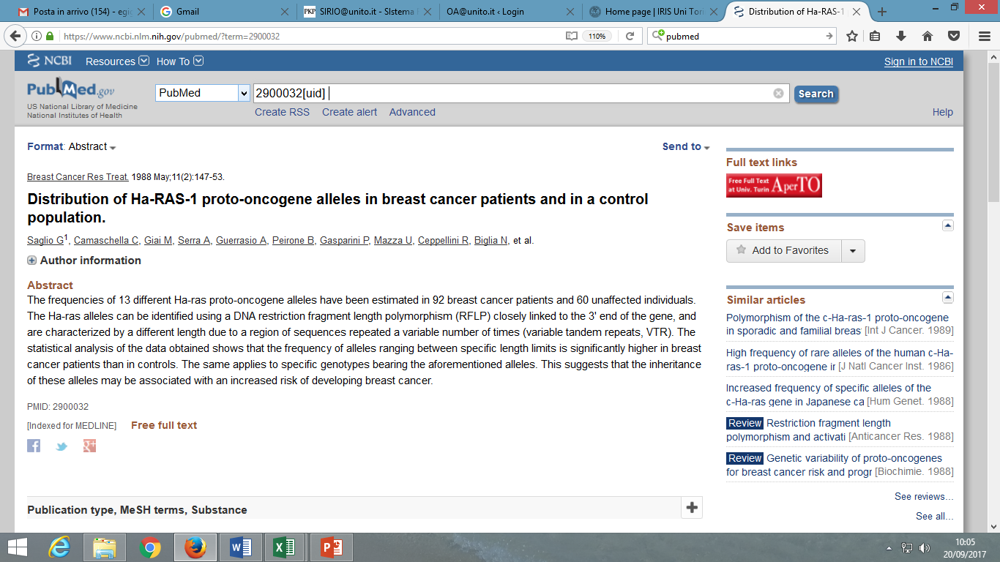 Posta in arrivo (154) - egi
Gmail
PKP SIRIO@unito.it - SIstema
OA@unito.it ‹ Login
Home page | IRIS Uni Tori
Distribution of Ha-RAS-1
https://www.ncbi.nlm.nih.gov/pubmed/?term=2900032
110%
pubmed
NCBI Resources How To
Sign in to NCBI
PubMed.gov
US National Library of Medicine
National Institutes of Health
PubMed
2900032[uid]
Search
Create RSS Create alert Advanced
Help
Format: Abstract
Send to
Breast Cancer Res Treat. 1988 May;11(2):147-53.
Distribution of Ha-RAS-1 proto-oncogene alleles in breast cancer patients and in a control
population.
Saglio G1, Camaschella C, Giai M, Serra A, Guerrasio A, Peirone B, Gasparini P, Mazza U, Ceppellini R, Biglia N, et al.
Author information
Abstract
The frequencies of 13 different Ha-ras proto-oncogene alleles have been estimated in 92 breast cancer patients and 60 unaffected individuals.
The Ha-ras alleles can be identified using a DNA restriction fragment length polymorphism (RFLP) closely linked to the 3' end of the gene, and
are characterized by a different length due to a region of sequences repeated a variable number of times (variable tandem repeats, VTR). The
statistical analysis of the data obtained shows that the frequency of alleles ranging between specific length limits is significantly higher in breast
cancer patients than in controls. The same applies to specific genotypes bearing the aforementioned alleles. This suggests that the inheritance
of these alleles may be associated with an increased risk of developing breast cancer.
PMID: 2900032
[Indexed for MEDLINE] Free full text
Publication type, MeSH terms, Substance
Full text links
Free Full Text
at Univ. Turin AperTO
Save items
Add to Favorites
Similar articles
Polymorphism of the c-Ha-ras-1 proto-oncogene
in sporadic and familial breas [Int J Cancer. 1989]
High frequency of rare alleles of the human c-Ha-
ras-1 proto-oncogene ir [J Natl Cancer Inst. 1986]
Increased frequency of specific alleles of the
c-Ha-ras gene in Japanese ca [Hum Genet. 1988]
Review Restriction fragment length
polymorphism and activati [Anticancer Res. 1988]
Review Genetic variability of proto-oncogenes
for breast cancer risk and progr [Biochimie. 1988]
See reviews...
See all...
10:05
20/09/2017